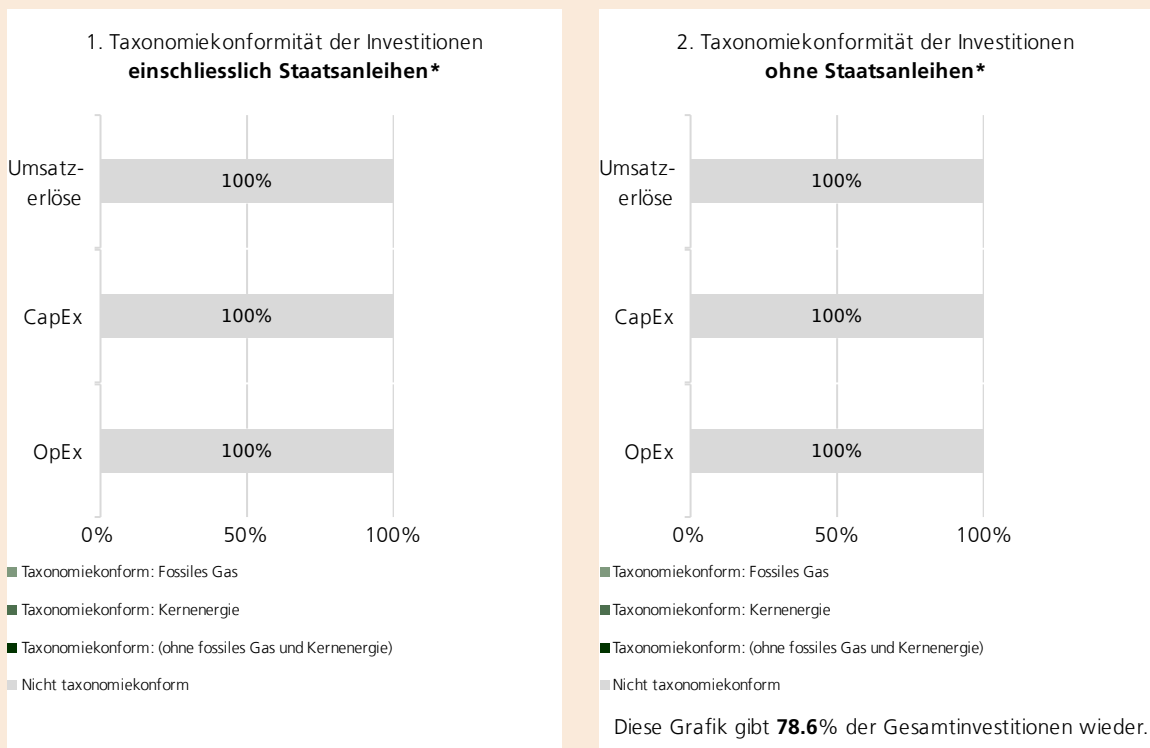 1. Taxonomiekonformität der Investitionen
einschliesslich Staatsanleihen*
Umsatz-
erlöse
100%
CapEx
100%
OpEx
100%
0% 50% 100%
Taxonomiekonform: Fossiles Gas
Taxonomiekonform: Kernenergie
Taxonomiekonform: (ohne fossiles Gas und Kernenergie)
Nicht taxonomiekonform
2. Taxonomiekonformität der Investitionen
ohne Staatsanleihen*
Umsatz-
erlöse
100%
CapEx
100%
OpEx
100%
0% 50% 100%
Taxonomiekonform: Fossiles Gas
Taxonomiekonform: Kernenergie
Taxonomiekonform: (ohne fossiles Gas und Kernenergie)
Nicht taxonomiekonform
Diese Grafik gibt 78.6% der Gesamtinvestitionen wieder.